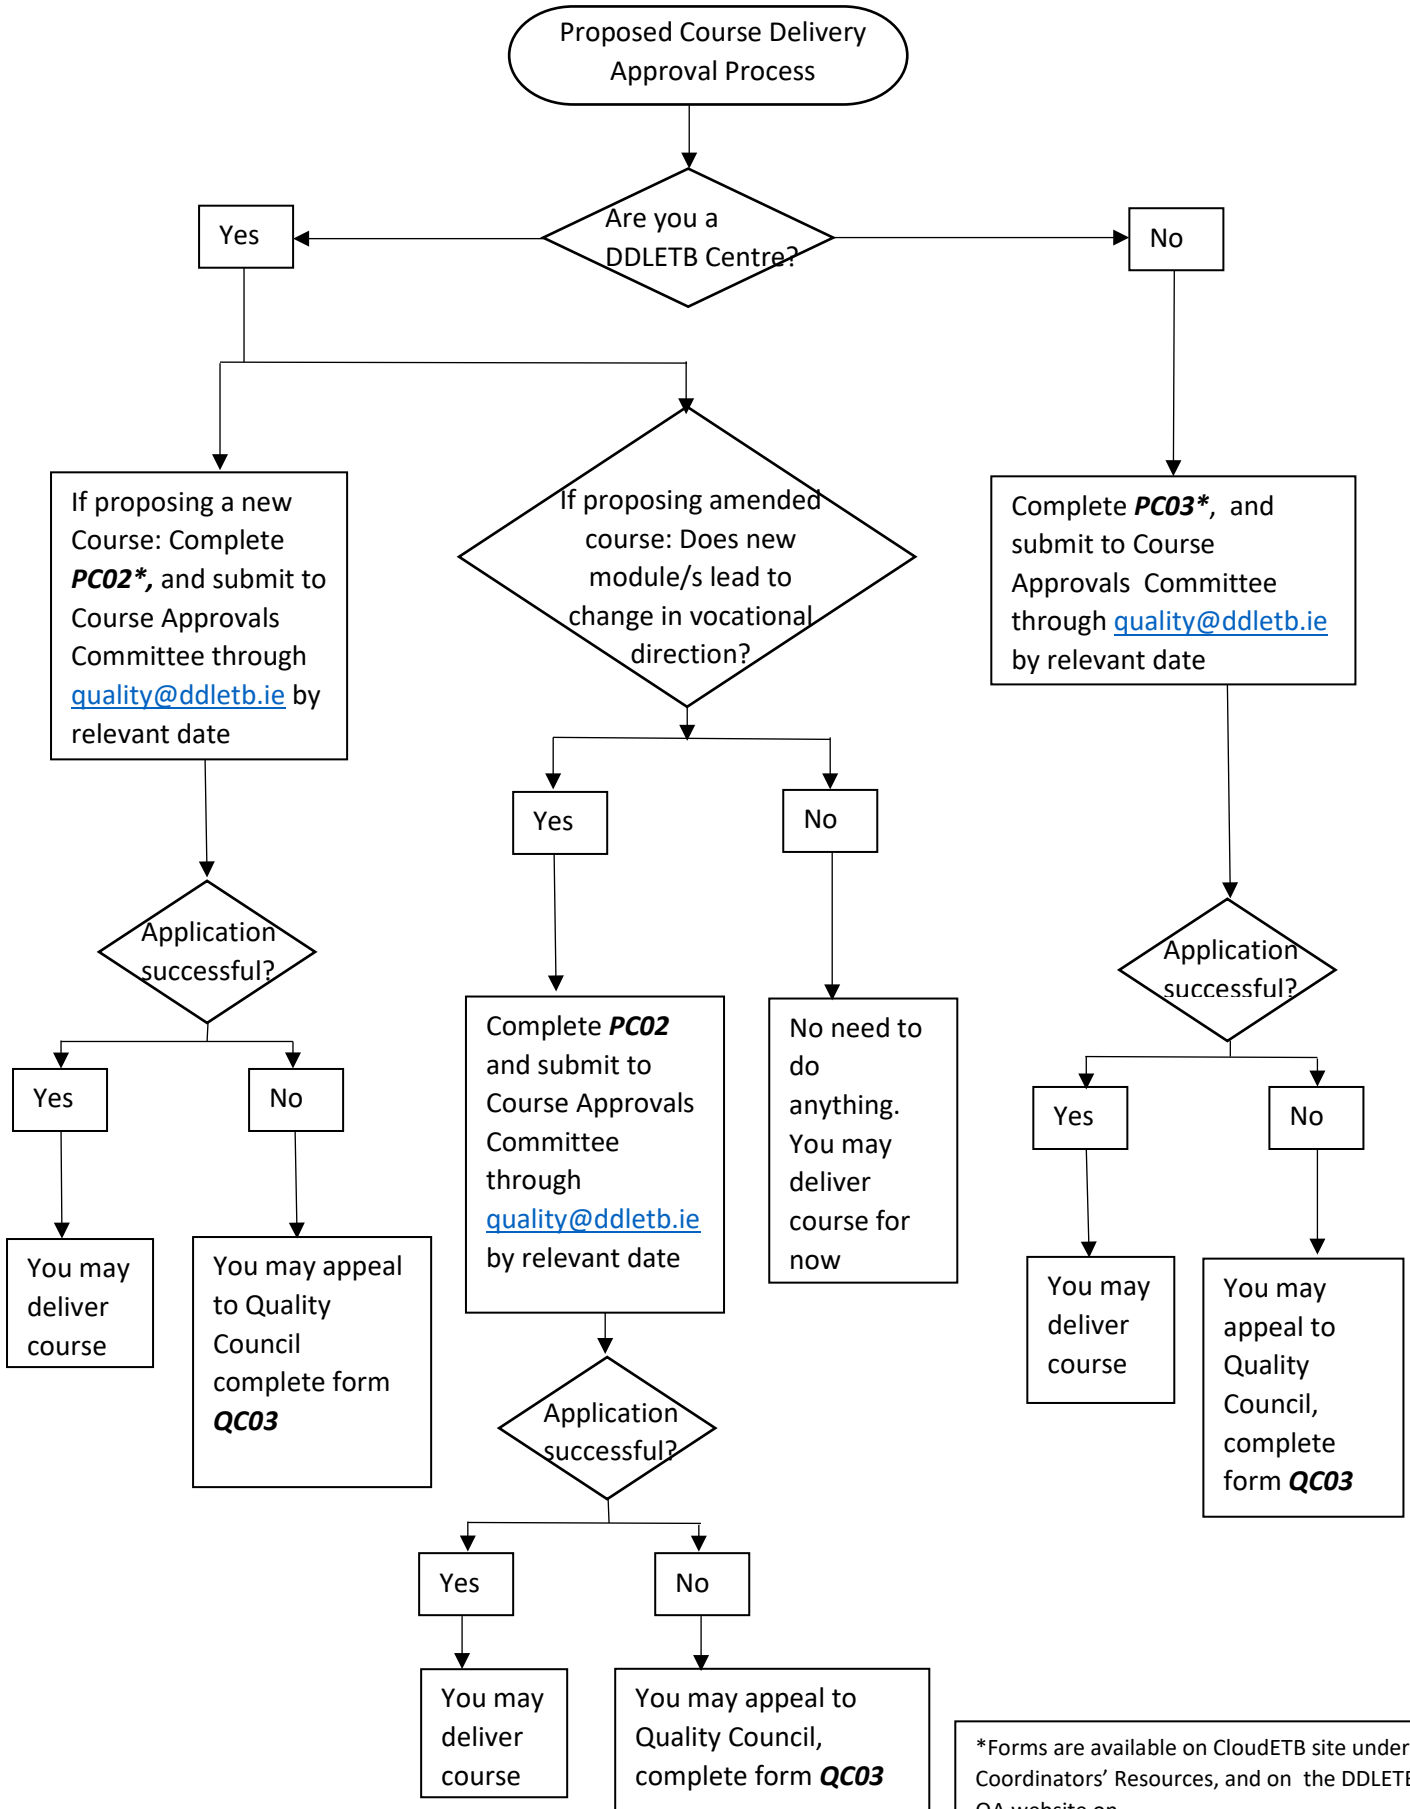 Proposed Course Delivery
Approval Process
Are you a
DDLETB Centre?
Yes
No
If proposing a new
Course: Complete
PC02*, and submit to
Course Approvals
Committee through
quality@ddletb.ie by
relevant date
If proposing amended
course: Does new
module/s lead to
change in vocational
direction?
Complete PC03*, and
submit to Course
Approvals Committee
through quality@ddletb.ie
by relevant date
Yes
No
Application
successful?
Application
successful?
Complete PC02
and submit to
Course Approvals
Committee
through
quality@ddletb.ie
by relevant date
No need to
do
anything.
You may
deliver
course for
now
Yes
No
Yes
No
You may
deliver
course
You may appeal
to Quality
Council
complete form
QC03
You may
deliver
course
You may
appeal to
Quality
Council,
complete
form QC03
Application
successful?
Yes
No
You may
deliver
course
You may appeal to
Quality Council,
complete form QC03
*Forms are available on CloudETB site under
Coordinators’ Resources, and on the DDLETB
QA website on